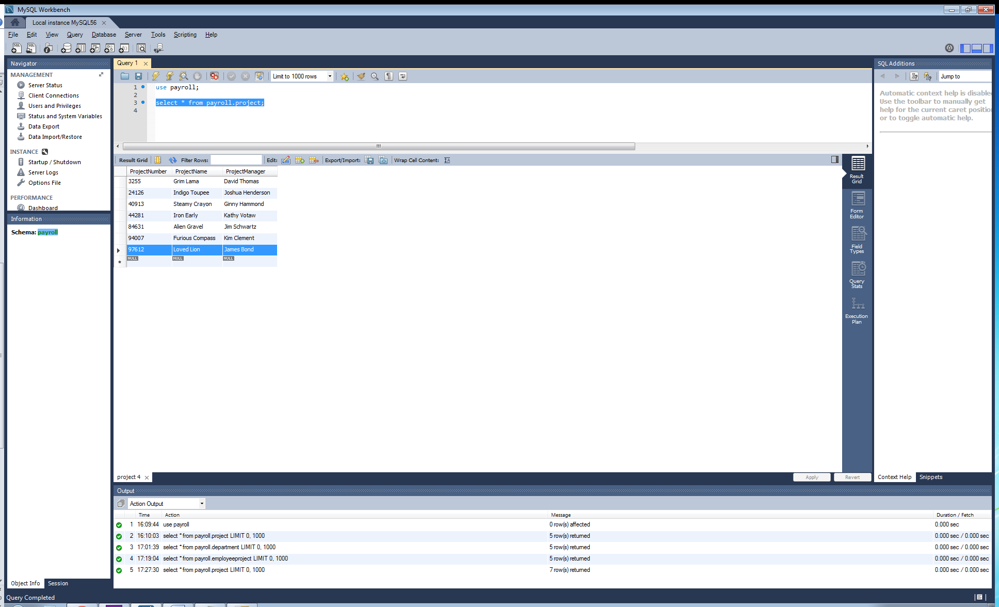 MySQL Workbench
Local instance MySQL56
File Edit View Query Database Server Tools Scripting Help
Navigator
MANAGEMENT
Server Status
Client Connections
Users and Privileges
Status and System Variables
Data Export
Data Import/Restore
INSTANCE
Startup / Shutdown
Server Logs
Options File
PERFORMANCE
Dashboard
Information
Schema: payroll
Object Info Session
Query Completed
Query 1
Limit to 1000 rows
1 use payroll;
2
3 select * from payroll.project;
4
Result Grid Filter Rows: Edit: Export/Import: Wrap Cell Content:
ProjectNumber ProjectName ProjectManager
3255 Grim Lama David Thomas
24126 Indigo Toupee Joshua Henderson
40913 Steamy Crayon Ginny Hammond
44281 Iron Early Kathy Votaw
84631 Alien Gravel Jim Schwartz
94007 Furious Compass Kim Clement
97612 Loved Lion James Bond
NULL NULL NULL
Result
Grid
Form
Editor
Field
Types
Query
Stats
Execution
Plan
project 4
Apply Revert
SQL Additions
Jump to
Automatic context help is disable
Use the toolbar to manually get
help for the current caret positio
or to toggle automatic help.
Context Help Snippets
Output
Action Output
Time Action Message Duration / Fetch
1 16:09:44 use payroll 0 row(s) affected 0.000 sec
2 16:10:03 select * from payroll.project LIMIT 0, 1000 5 row(s) returned 0.000 sec / 0.000 sec
3 17:01:39 select * from payroll.department LIMIT 0, 1000 5 row(s) returned 0.000 sec / 0.000 sec
4 17:19:04 select * from payroll.employeeproject LIMIT 0, 1000 5 row(s) returned 0.000 sec / 0.000 sec
5 17:27:30 select * from payroll.project LIMIT 0, 1000 7 row(s) returned 0.000 sec / 0.000 sec